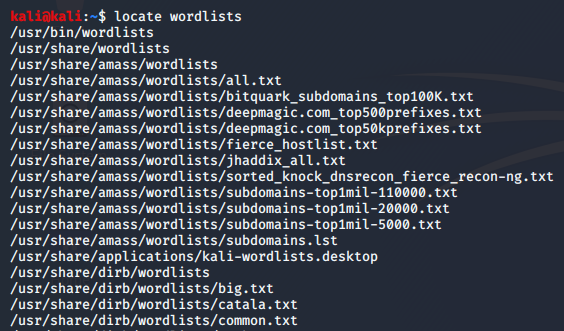 kali@kali:~$ locate wordlists
/usr/bin/wordlists
/usr/share/wordlists
/usr/share/amass/wordlists
/usr/share/amass/wordlists/all.txt
/usr/share/amass/wordlists/bitquark_subdomains_top100K.txt
/usr/share/amass/wordlists/deepmagic.com_top500prefixes.txt
/usr/share/amass/wordlists/deepmagic.com_top50kprefixes.txt
/usr/share/amass/wordlists/fierce_hostlist.txt
/usr/share/amass/wordlists/jhaddix_all.txt
/usr/share/amass/wordlists/sorted_knock_dnsrecon_fierce_recon-ng.txt
/usr/share/amass/wordlists/subdomains-top1mil-110000.txt
/usr/share/amass/wordlists/subdomains-top1mil-20000.txt
/usr/share/amass/wordlists/subdomains-top1mil-5000.txt
/usr/share/amass/wordlists/subdomains.lst
/usr/share/applications/kali-wordlists.desktop
/usr/share/dirb/wordlists
/usr/share/dirb/wordlists/big.txt
/usr/share/dirb/wordlists/catala.txt
/usr/share/dirb/wordlists/common.txt